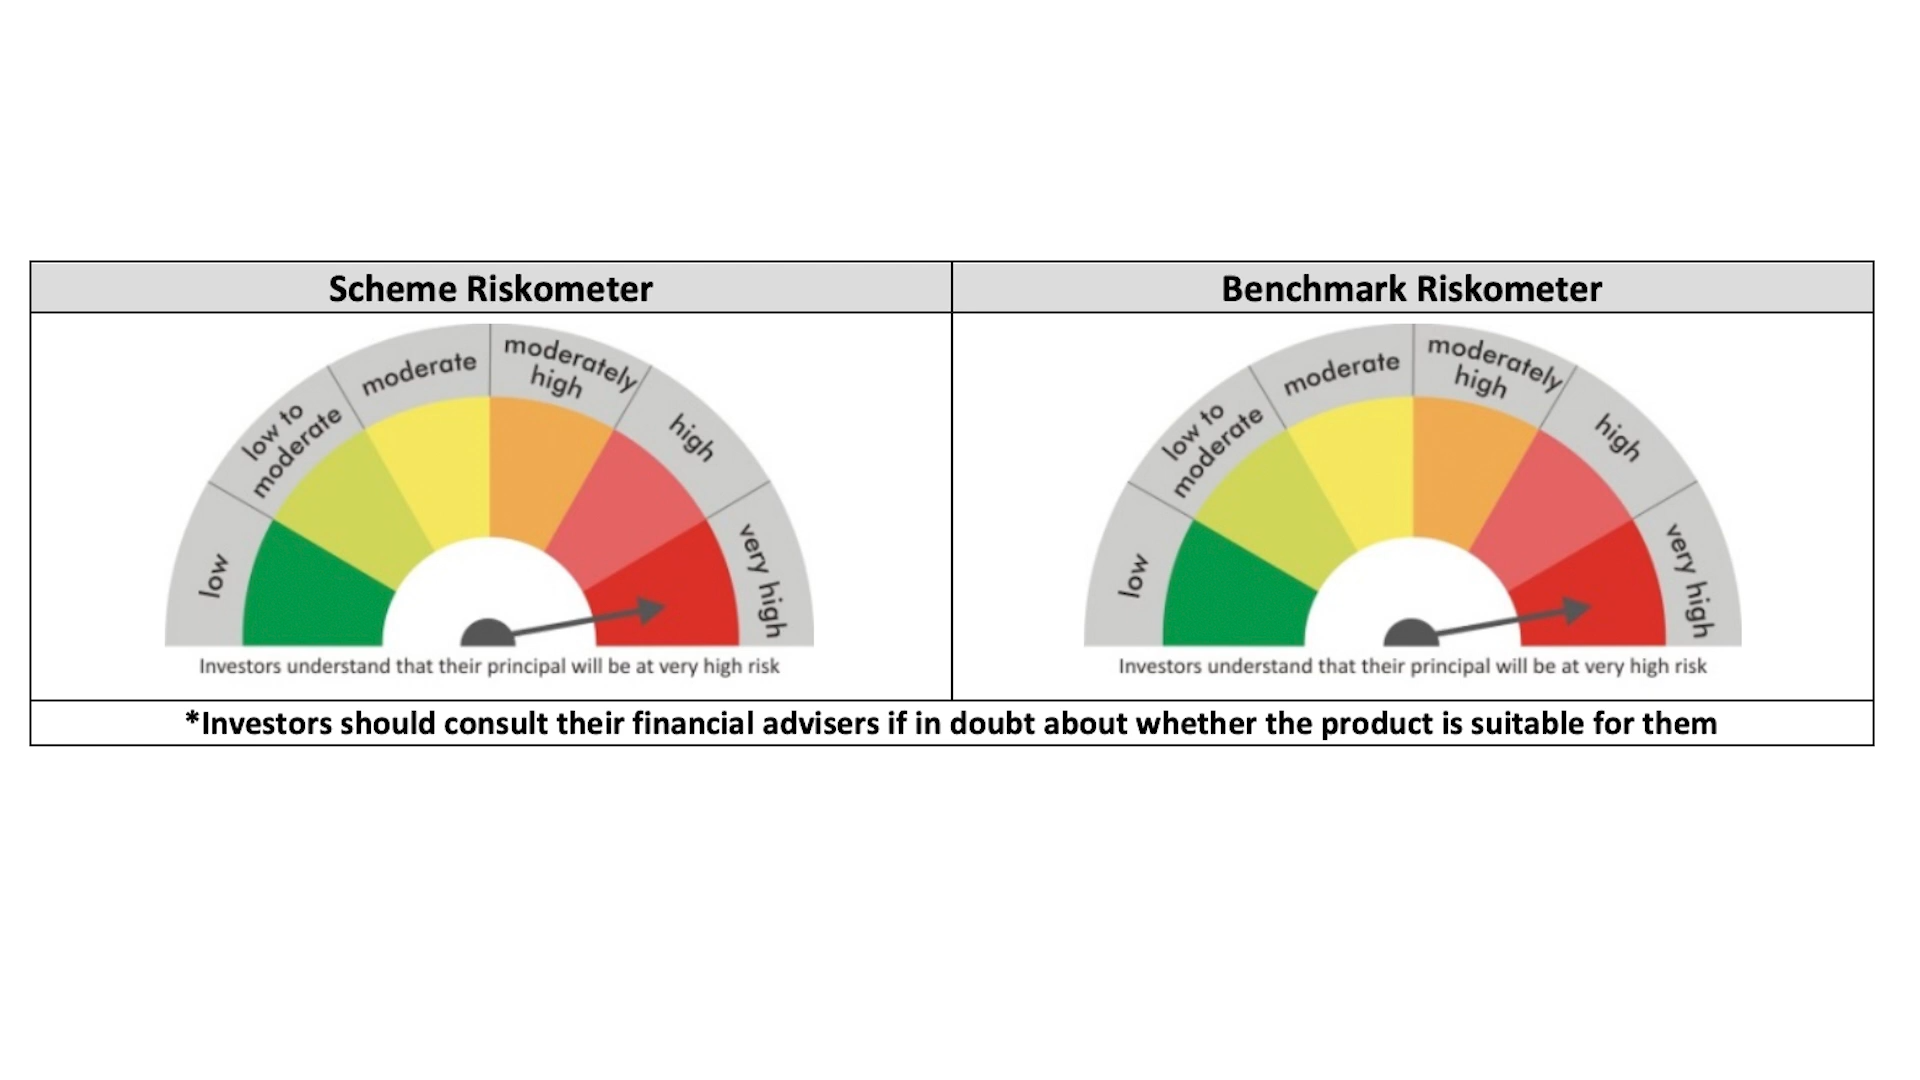 Scheme Riskometer
Benchmark Riskometer
low
low to
moderate
moderate
moderately
high
high
very high
Investors understand that their principal will be at very high risk
low
low to
moderate
moderate
moderately
high
high
very high
Investors understand that their principal will be at very high risk
*Investors should consult their financial advisers if in doubt about whether the product is suitable for them